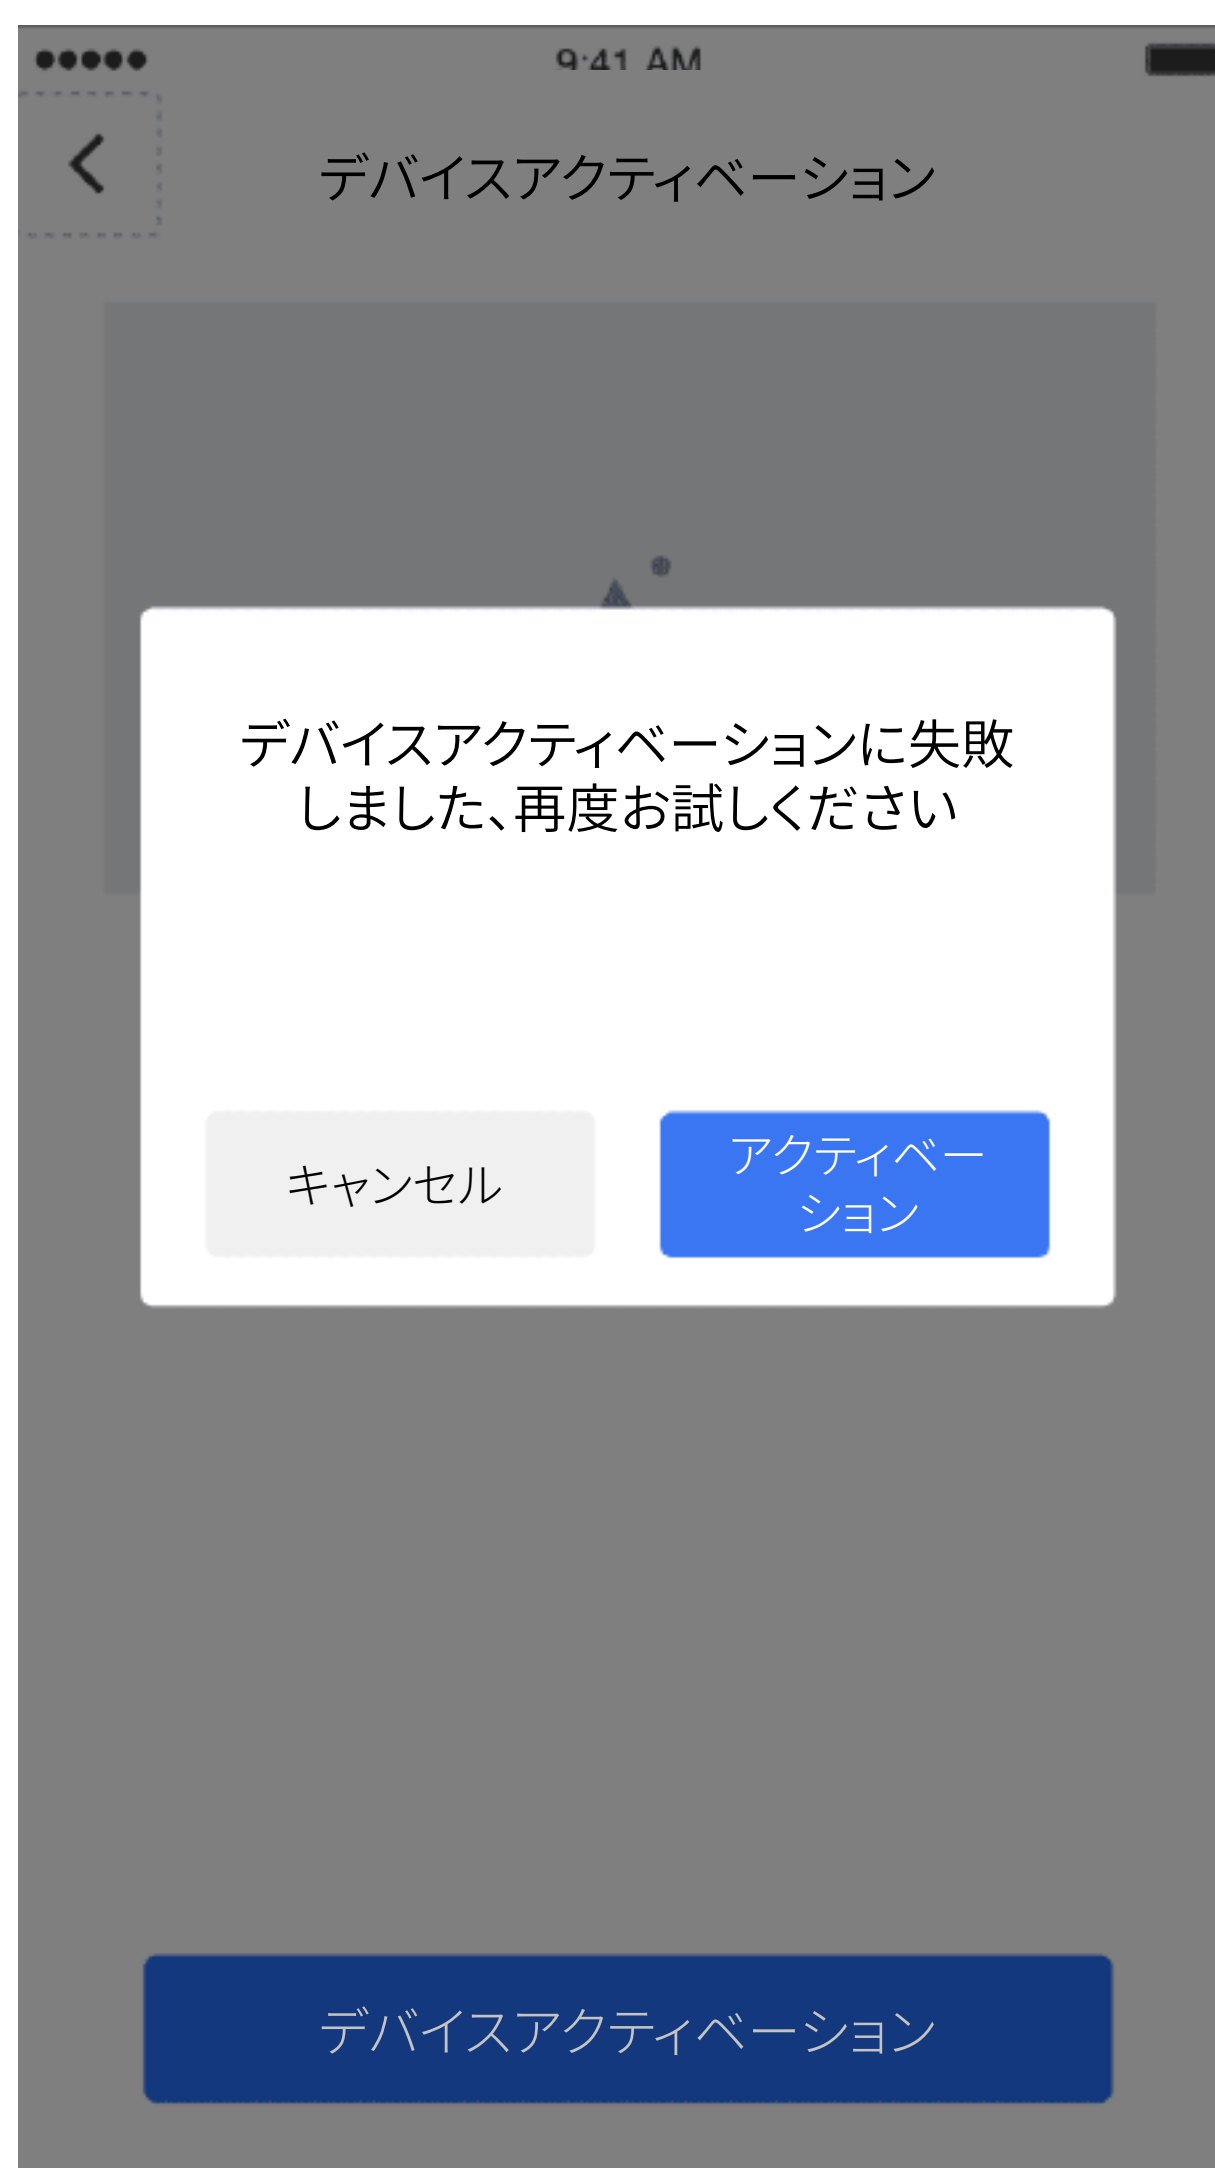 9:41 AM
デバイスアクティベーション
デバイスアクティベーションに失敗
しました、再度お試しください
キャンセル
アクティベー
ション
デバイスアクティベーション